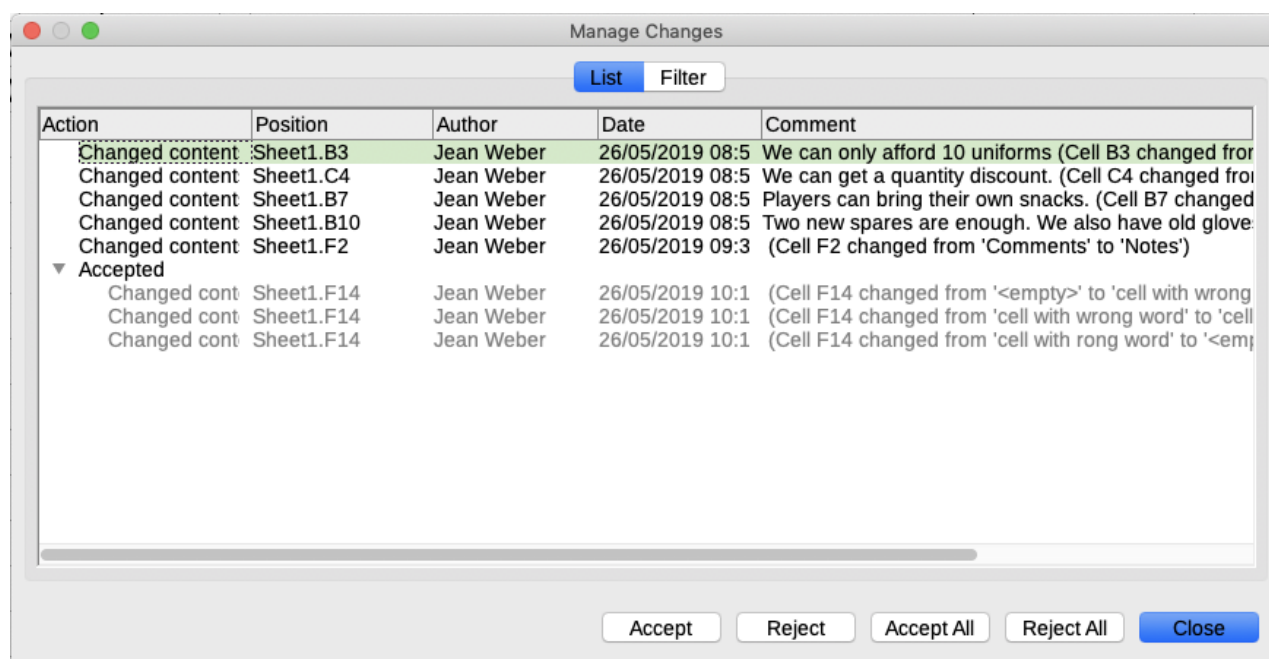 Manage Changes
List Filter
Action Position Author Date Comment
Changed content Sheet1.B3 Jean Weber 26/05/2019 08:5 We can only afford 10 uniforms (Cell B3 changed fror
Changed content Sheet1.C4 Jean Weber 26/05/2019 08:5 We can get a quantity discount. (Cell C4 changed fro
Changed content Sheet1.B7 Jean Weber 26/05/2019 08:5 Players can bring their own snacks. (Cell B7 changed
Changed content Sheet1.B10 Jean Weber 26/05/2019 08:5 Two new spares are enough. We also have old glove
Changed content Sheet1.F2 Jean Weber 26/05/2019 09:3 (Cell F2 changed from 'Comments' to 'Notes')
Accepted
Changed cont Sheet1.F14 Jean Weber 26/05/2019 10:1 (Cell F14 changed from '<empty>' to 'cell with wrong
Changed cont Sheet1.F14 Jean Weber 26/05/2019 10:1 (Cell F14 changed from 'cell with wrong word' to 'cell
Changed cont Sheet1.F14 Jean Weber 26/05/2019 10:1 (Cell F14 changed from 'cell with rong word' to '<emp
Accept Reject Accept All Reject All Close